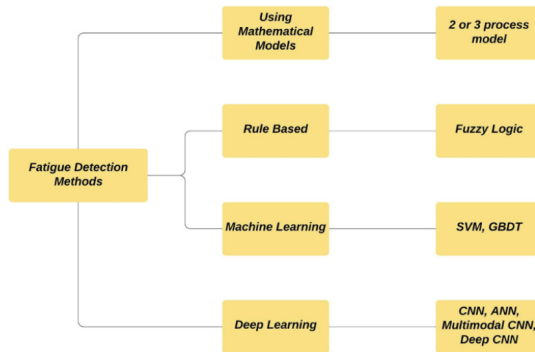 Using
Mathematical
Models
2 or 3 process
model
Rule Based
Fuzzy Logic
Fatigue Detection
Methods
Machine Learning
SVM, GBDT
Deep Learning
CNN, ANN,
Multimodal CNN,
Deep CNN